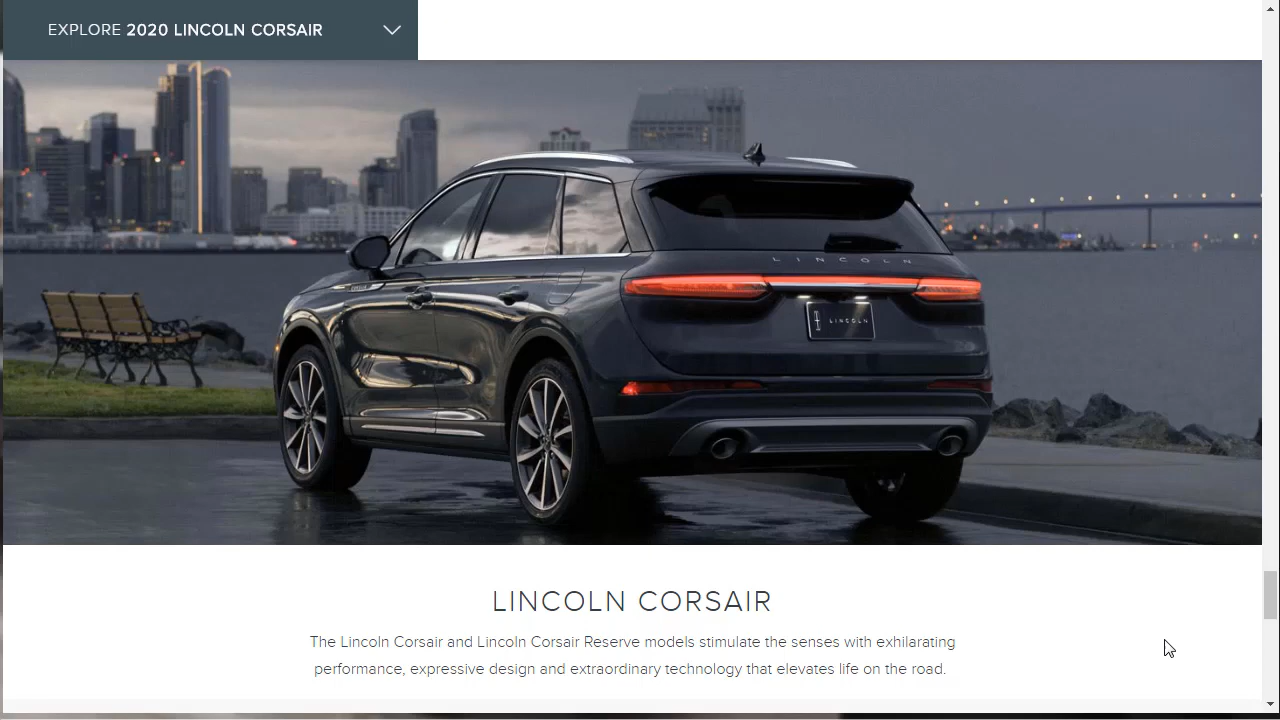 EXPLORE 2020 LINCOLN CORSAIR
LINCOLN
LINCOLN
LINCOLN CORSAIR
The Lincoln Corsair and Lincoln Corsair Reserve models stimulate the senses with exhilarating
performance, expressive design and extraordinary technology that elevates life on the road.